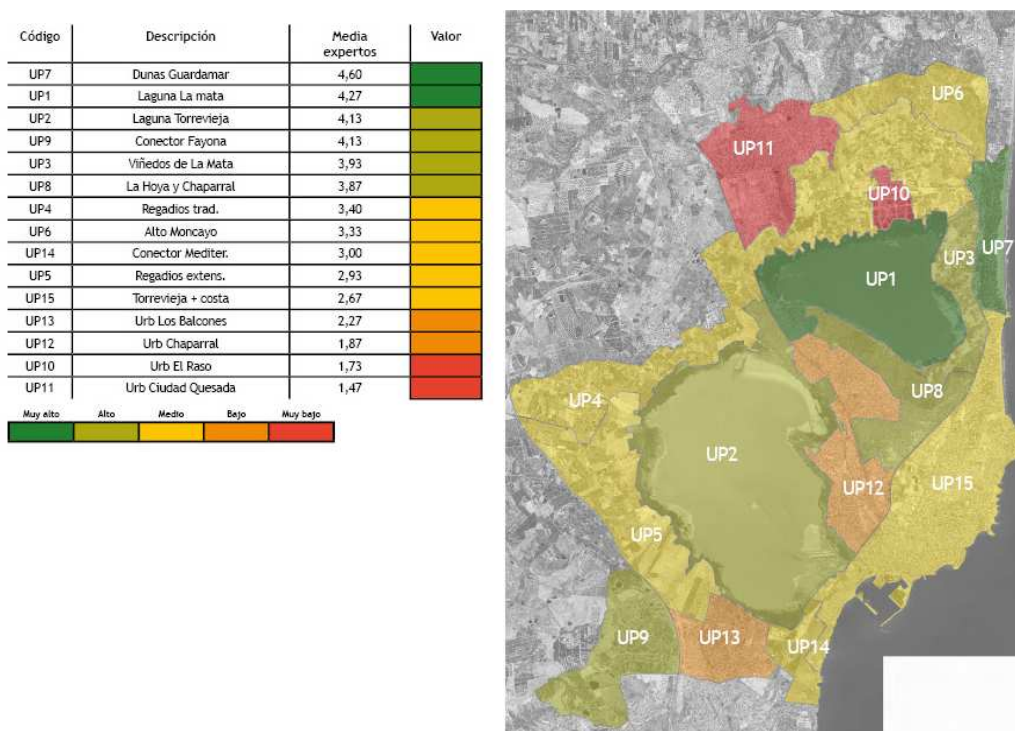 Código Descripción Media expertos Valor
UP7 Dunas Guardamar 4,60
UP1 Laguna La mata 4,27
UP2 Laguna Torrevieja 4,13
UP9 Conector Fayona 4,13
UP3 Viñedos de La Mata 3,93
UP8 La Hoya y Chaparral 3,87
UP4 Regadios trad. 3,40
UP6 Alto Moncayo 3,33
UP14 Conector Mediter. 3,00
UP5 Regadios extens. 2,93
UP15 Torrevieja + costa 2,67
UP13 Urb Los Balcones 2,27
UP12 Urb Chaparral 1,87
UP10 Urb El Raso 1,73
UP11 Urb Ciudad Quesada 1,47
Muy alto Alto Medio Bajo Muy bajo
UP6
UP11
UP10
UP3
UP7
UP1
UP8
UP4
UP2
UP12
UP15
UP5
UP9
UP13
UP14